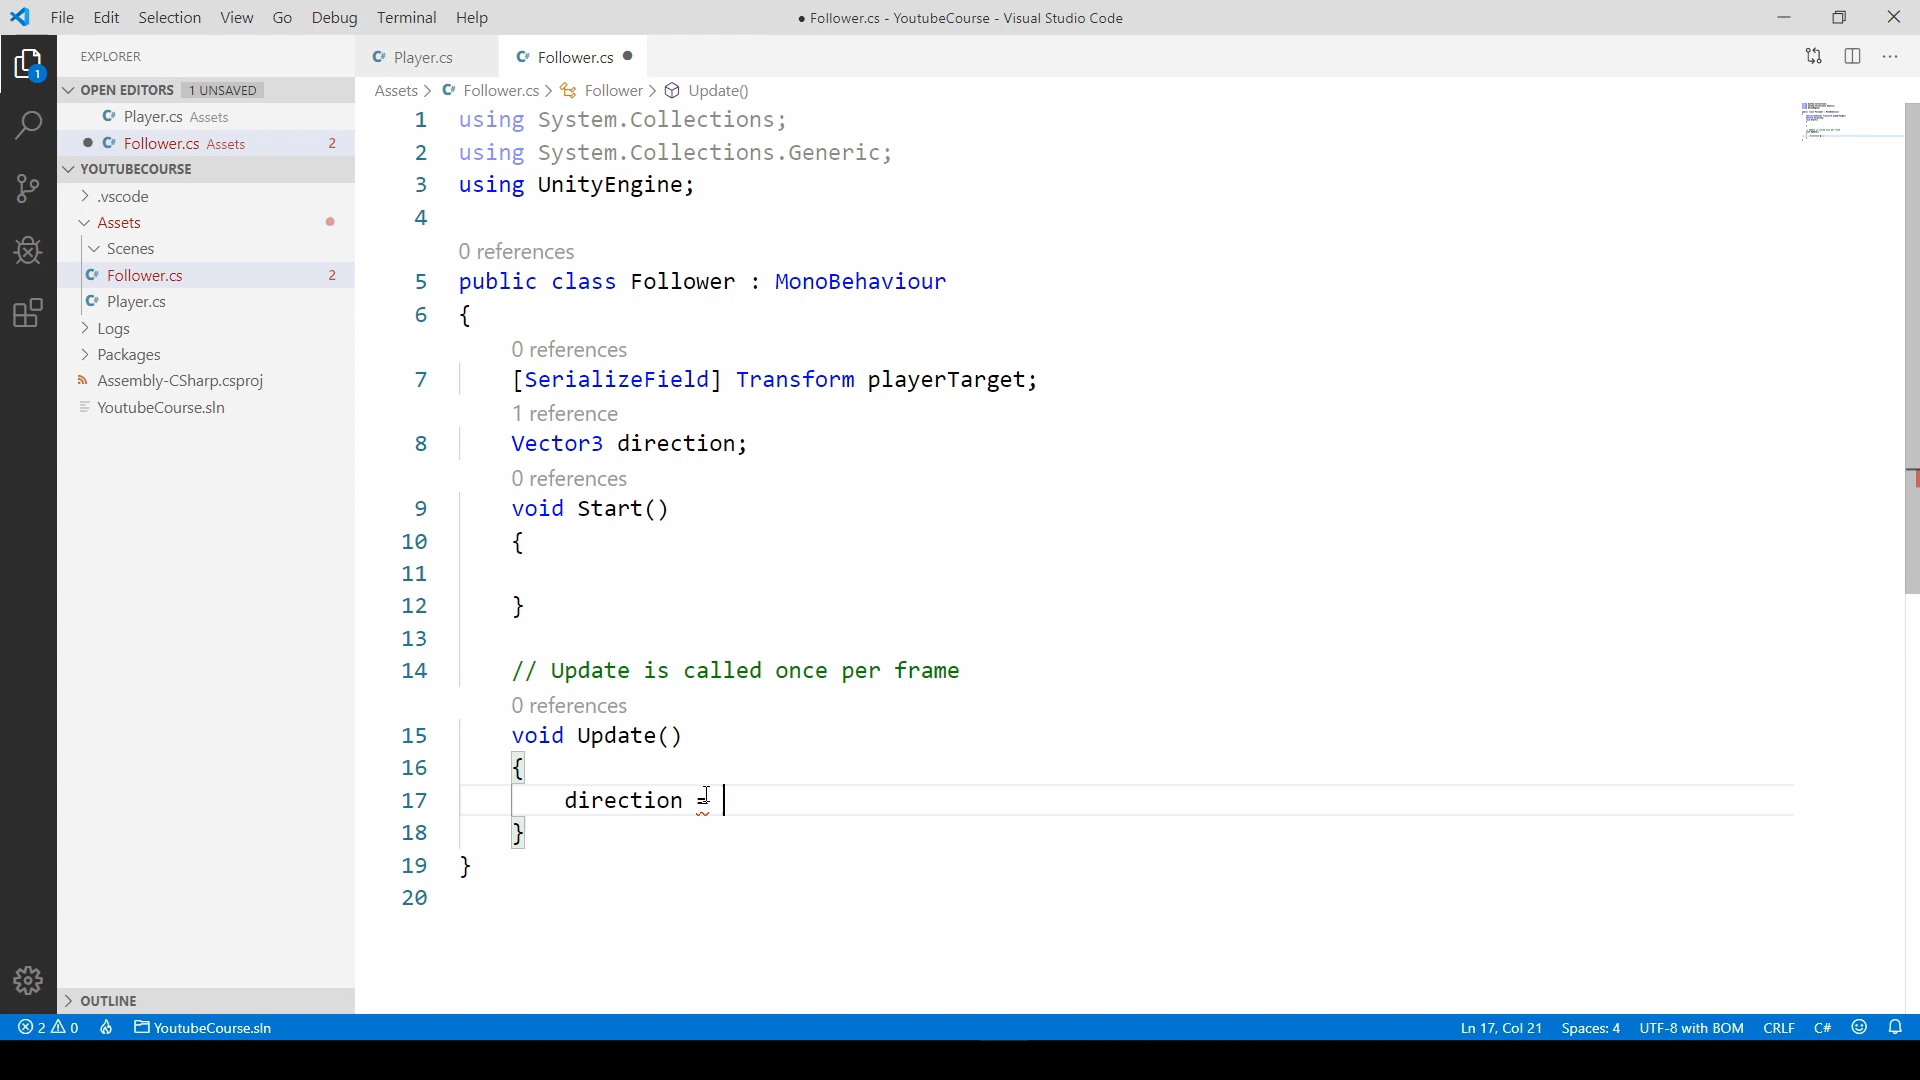 File Edit Selection View Go Debug Terminal Help
● Follower.cs - YoutubeCourse - Visual Studio Code
EXPLORER
OPEN EDITORS 1 UNSAVED
Player.cs Assets
Follower.cs Assets 2
YOUTUBECOURSE
.vscode
Assets
Scenes
Follower.cs 2
Player.cs
Logs
Packages
Assembly-CSharp.csproj
YoutubeCourse.sln
OUTLINE
1
Player.cs Follower.cs
Assets > Follower.cs > Follower > Update()
1 using System.Collections;
2 using System.Collections.Generic;
3 using UnityEngine;
4
0 references
5 public class Follower : MonoBehaviour
6 {
0 references
7 [SerializeField] Transform playerTarget;
1 reference
8 Vector3 direction;
0 references
9 void Start()
10 {
11
12 }
13
14 // Update is called once per frame
0 references
15 void Update()
16 {
17 direction =
18 }
19 }
20
2 0 YoutubeCourse.sln
Ln 17, Col 21 Spaces: 4 UTF-8 with BOM CRLF C#